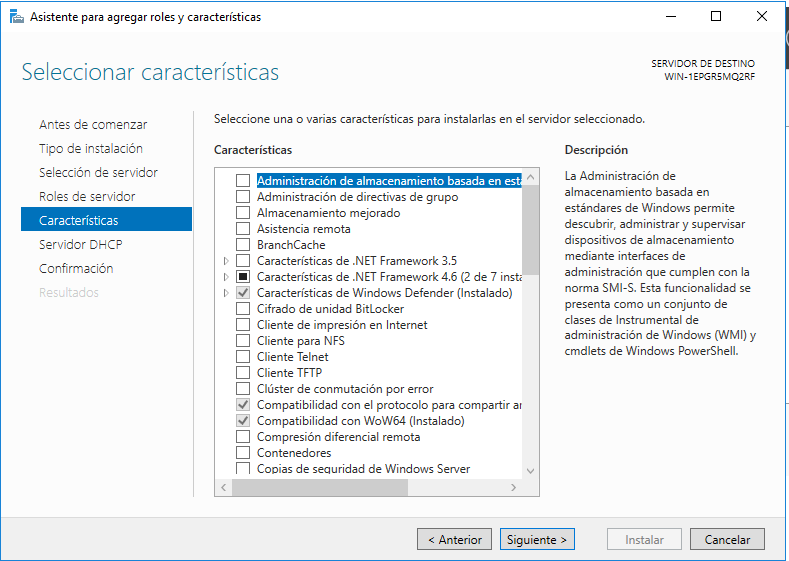 Asistente para agregar roles y características
Seleccionar características
SERVIDOR DE DESTINO
WIN-1EPGR5MQ2RF
Antes de comenzar
Tipo de instalación
Selección de servidor
Roles de servidor
Características
Servidor DHCP
Confirmación
Resultados
Seleccione una o varias características para instalarlas en el servidor seleccionado.
Características
Administración de almacenamiento basada en está
Administración de directivas de grupo
Almacenamiento mejorado
Asistencia remota
BranchCache
Características de .NET Framework 3.5
Características de .NET Framework 4.6 (2 de 7 insta
Características de Windows Defender (Instalado)
Cifrado de unidad BitLocker
Cliente de impresión en Internet
Cliente para NFS
Cliente Telnet
Cliente TFTP
Clúster de conmutación por error
Compatibilidad con el protocolo para compartir ar
Compatibilidad con WoW64 (Instalado)
Compresión diferencial remota
Contenedores
Copias de seguridad de Windows Server
Descripción
La Administración de
almacenamiento basada en
estándares de Windows permite
descubrir, administrar y supervisar
dispositivos de almacenamiento
mediante interfaces de
administración que cumplen con la
norma SMI-S. Esta funcionalidad se
presenta como un conjunto de
clases de Instrumental de
administración de Windows (WMI) y
cmdlets de Windows PowerShell.
< Anterior
Siguiente >
Instalar
Cancelar